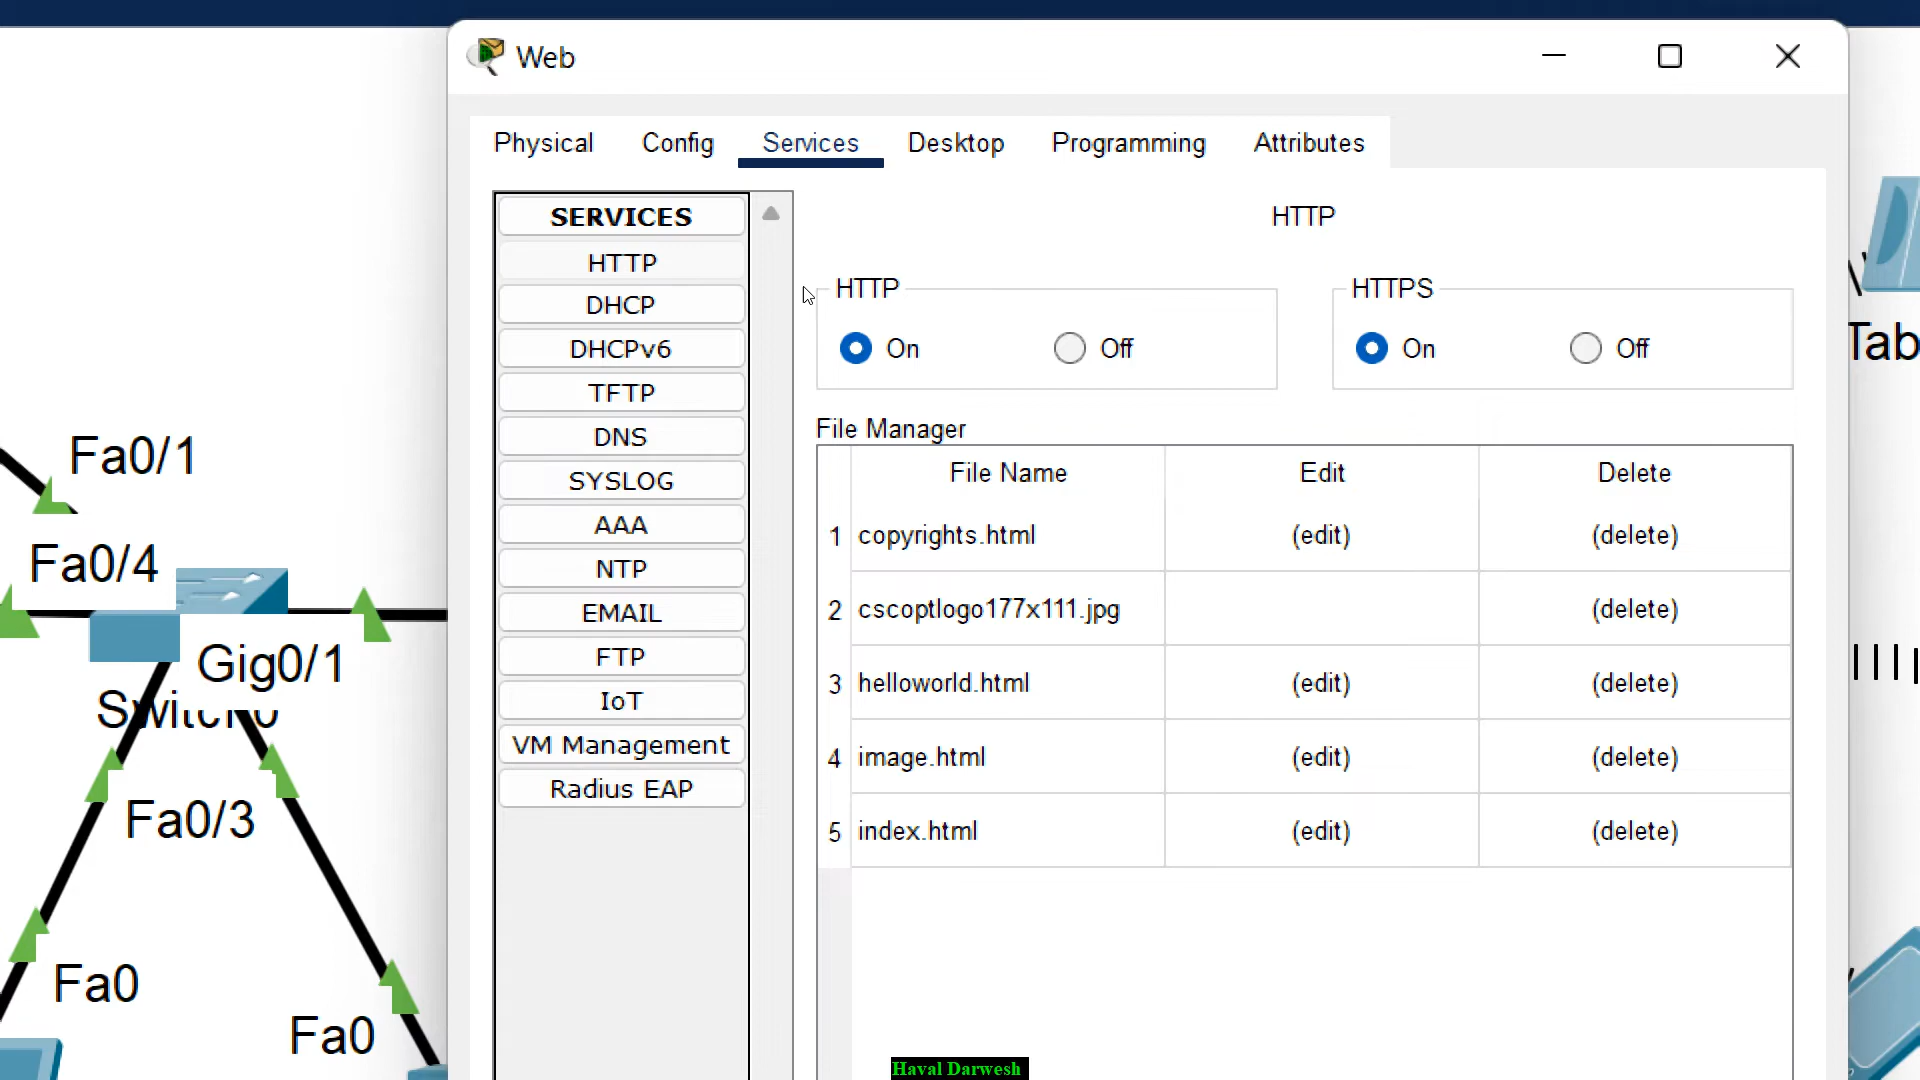 Web
Physical Config Services Desktop Programming Attributes
SERVICES
HTTP
DHCP
DHCPv6
TFTP
DNS
SYSLOG
AAA
NTP
EMAIL
FTP
IoT
VM Management
Radius EAP
HTTP
HTTP
On Off
HTTPS
On Off
File Manager
File Name Edit Delete
1 copyrights.html (edit) (delete)
2 cscoptlogo177x111.jpg (delete)
3 helloworld.html (edit) (delete)
4 image.html (edit) (delete)
5 index.html (edit) (delete)
Fa0/1
Fa0/4
Gig0/1
Switch0
Fa0/3
Fa0
Fa0
Tab
Haval Darwesh